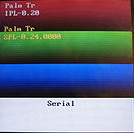 Palm Tr
IPL-0.20
Palm Tr
SPL-0.24.0000
Serial